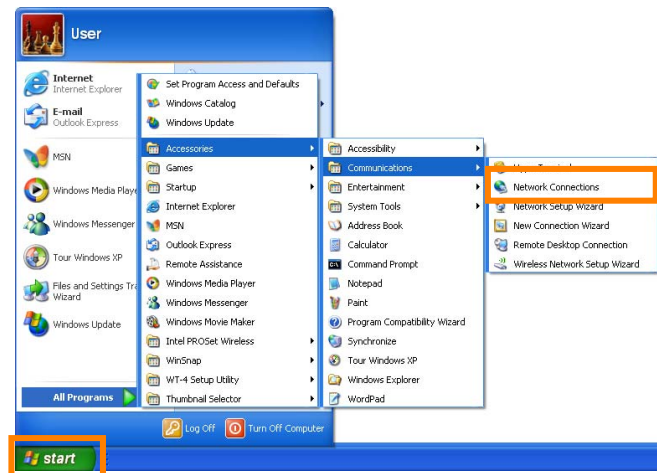 User
Internet
Internet Explorer
E-mail
Outlook Express
MSN
Windows Media Playe
Windows Messenger
Tour Windows XP
Files and Settings Tra
Wizard
Windows Update
All Programs
Set Program Access and Defaults
Windows Catalog
Windows Update
Accessories
Games
Startup
Internet Explorer
MSN
Outlook Express
Remote Assistance
Windows Media Player
Windows Messenger
Windows Movie Maker
Intel PROSet Wireless
WinSnap
WT-4 Setup Utility
Thumbnail Selector
Accessibility
Communications
Entertainment
System Tools
Address Book
Calculator
Command Prompt
Notepad
Paint
Program Compatibility Wizard
Synchronize
Tour Windows XP
Windows Explorer
WordPad
Network Connections
Network Setup Wizard
New Connection Wizard
Remote Desktop Connection
Wireless Network Setup Wizard
Log Off
Turn Off Computer
start